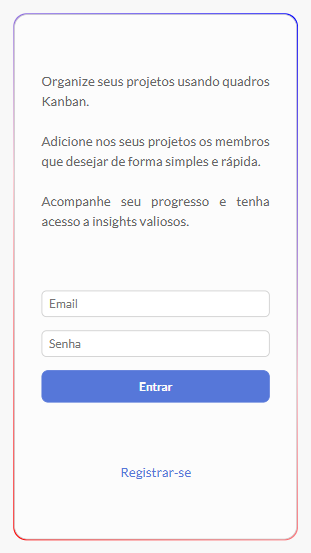 Organize seus projetos usando quadros
Kanban.
Adicione nos seus projetos os membros
que desejar de forma simples e rápida.
Acompanhe seu progresso e tenha
acesso a insights valiosos.
Email
Senha
Entrar
Registrar-se